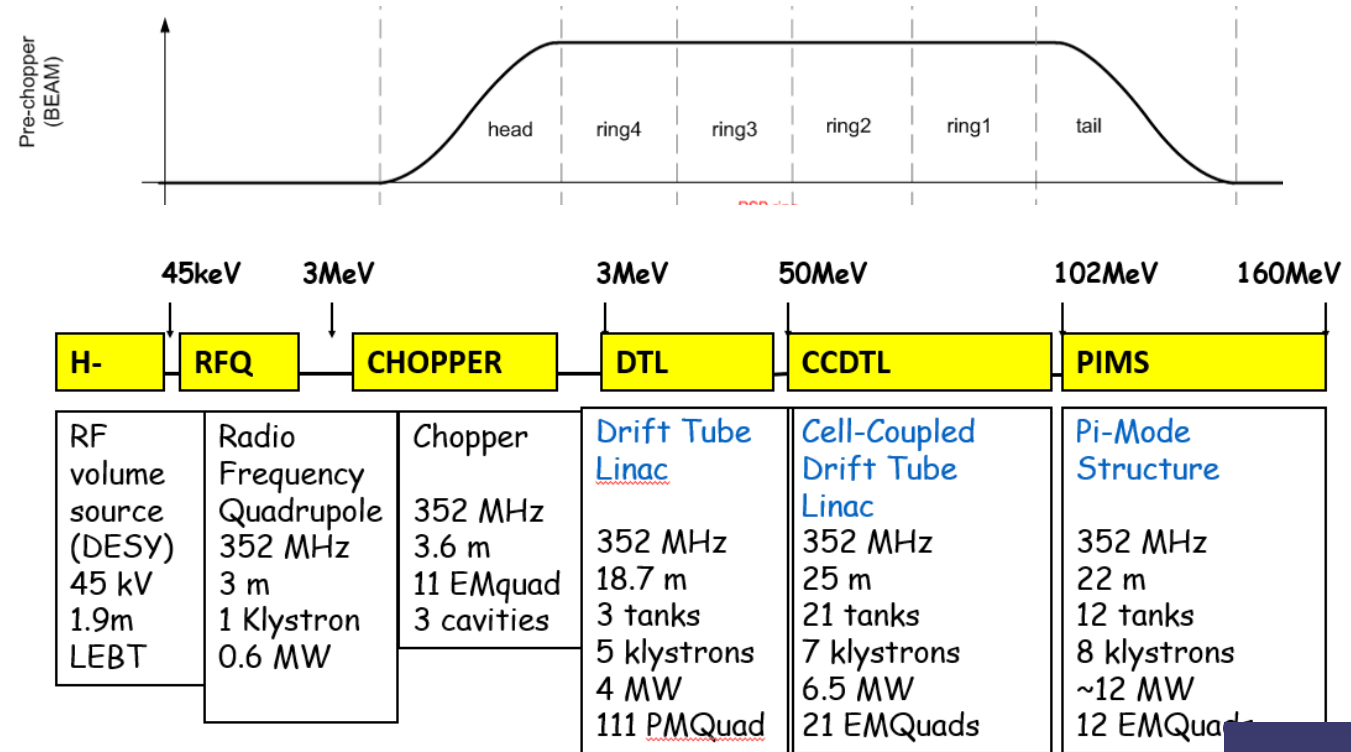 Pre-chopper
(BEAM)
head
ring4
ring3
ring2
ring1
tail
45keV
3MeV
3MeV
50MeV
102MeV
160MeV
H-
RFQ
CHOPPER
DTL
CCDTL
PIMS
RF
volume
source
(DESY)
45 kV
1.9m
LEBT
Radio
Frequency
Quadrupole
352 MHz
3 m
1 Klystron
0.6 MW
Chopper
352 MHz
3.6 m
11 EMquad
3 cavities
Drift Tube
Linac
352 MHz
18.7 m
3 tanks
5 klystrons
4 MW
111 PMQuad
Cell-Coupled
Drift Tube
Linac
352 MHz
25 m
21 tanks
7 klystrons
6.5 MW
21 EMQuads
Pi-Mode
Structure
352 MHz
22 m
12 tanks
8 klystrons
~12 MW
12 EMQuads